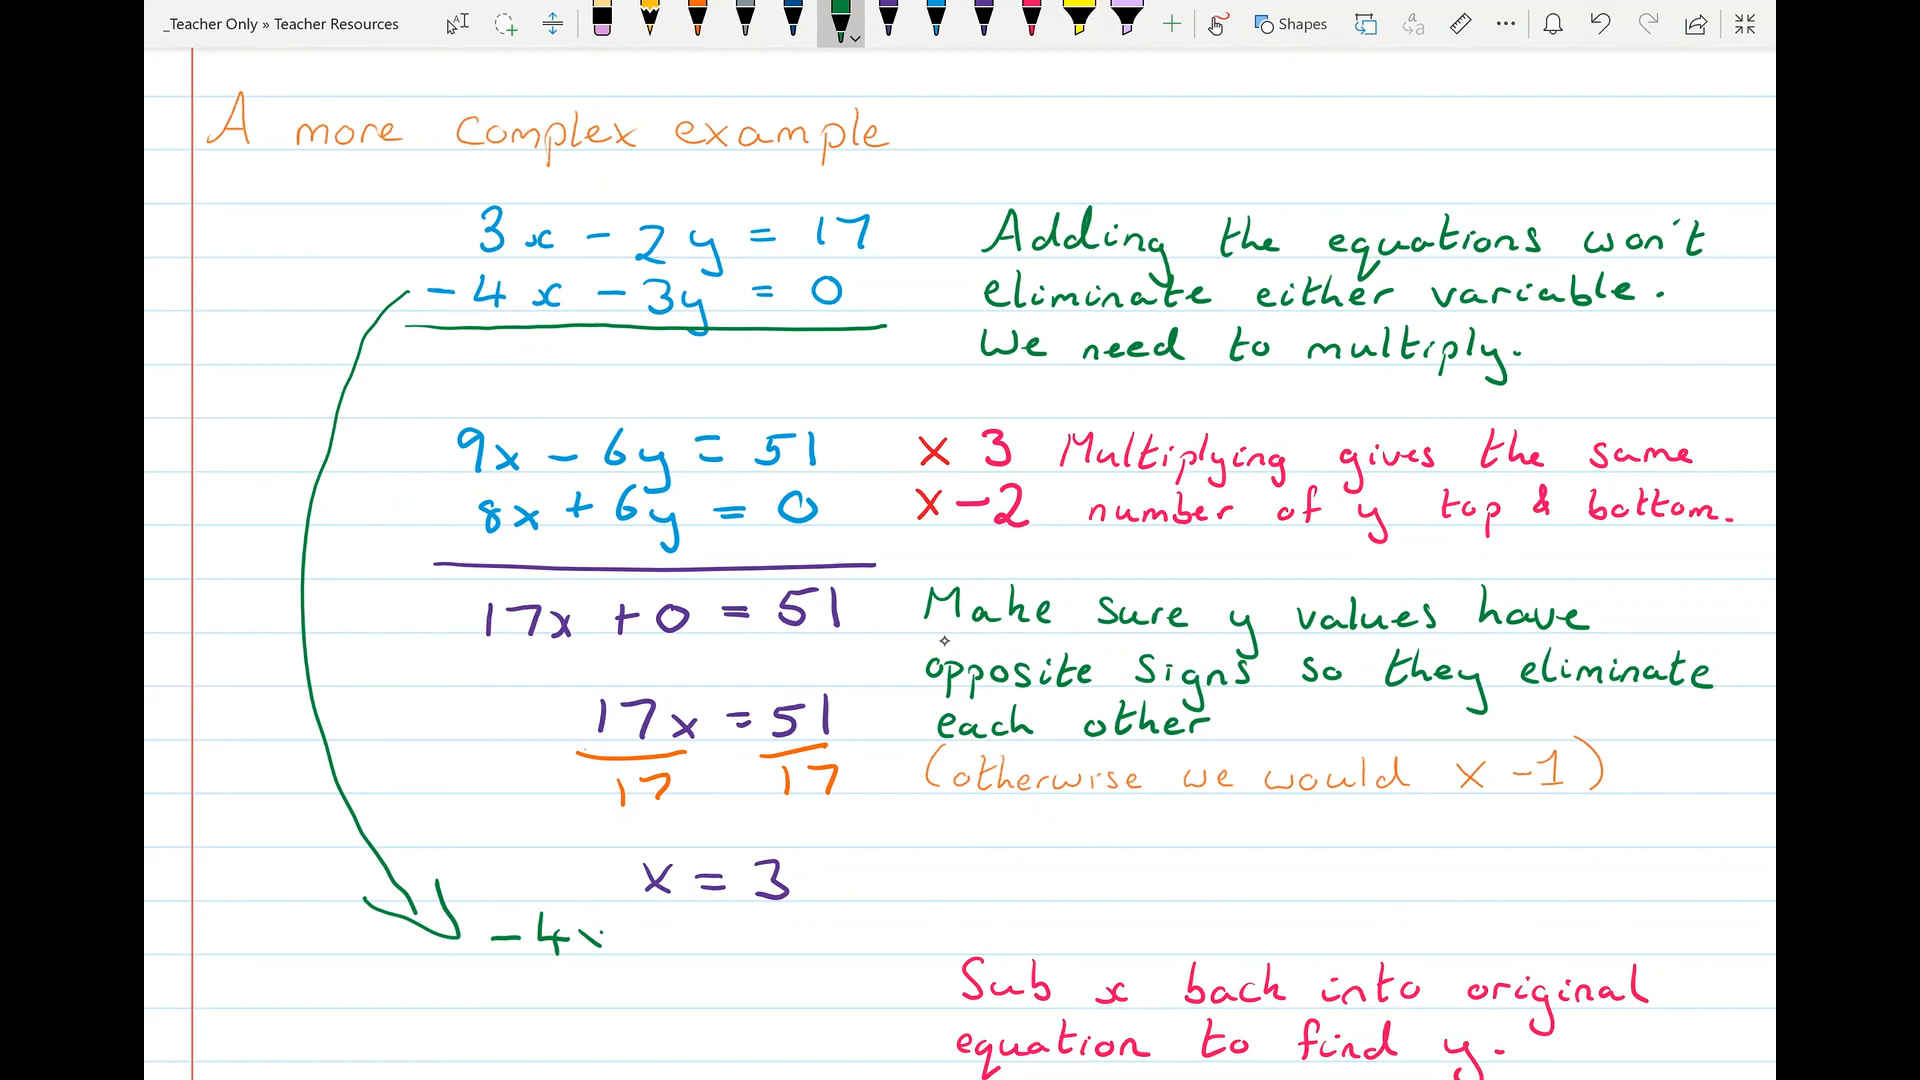 _Teacher Only » Teacher Resources
Shapes
A more complex example
3x - 2y = 17
-4x - 3y = 0
Adding the equations won't
eliminate either variable.
We need to multiply.
9x - 6y = 51 × 3
8x + 6y = 0 × -2
Multiplying gives the same
number of y top & bottom.
17x + 0 = 51
Make sure y values have
opposite signs so they eliminate
each other
(otherwise we would × -1)
17x = 51
17 17
x = 3
-4
Sub x back into original
equation to find y.